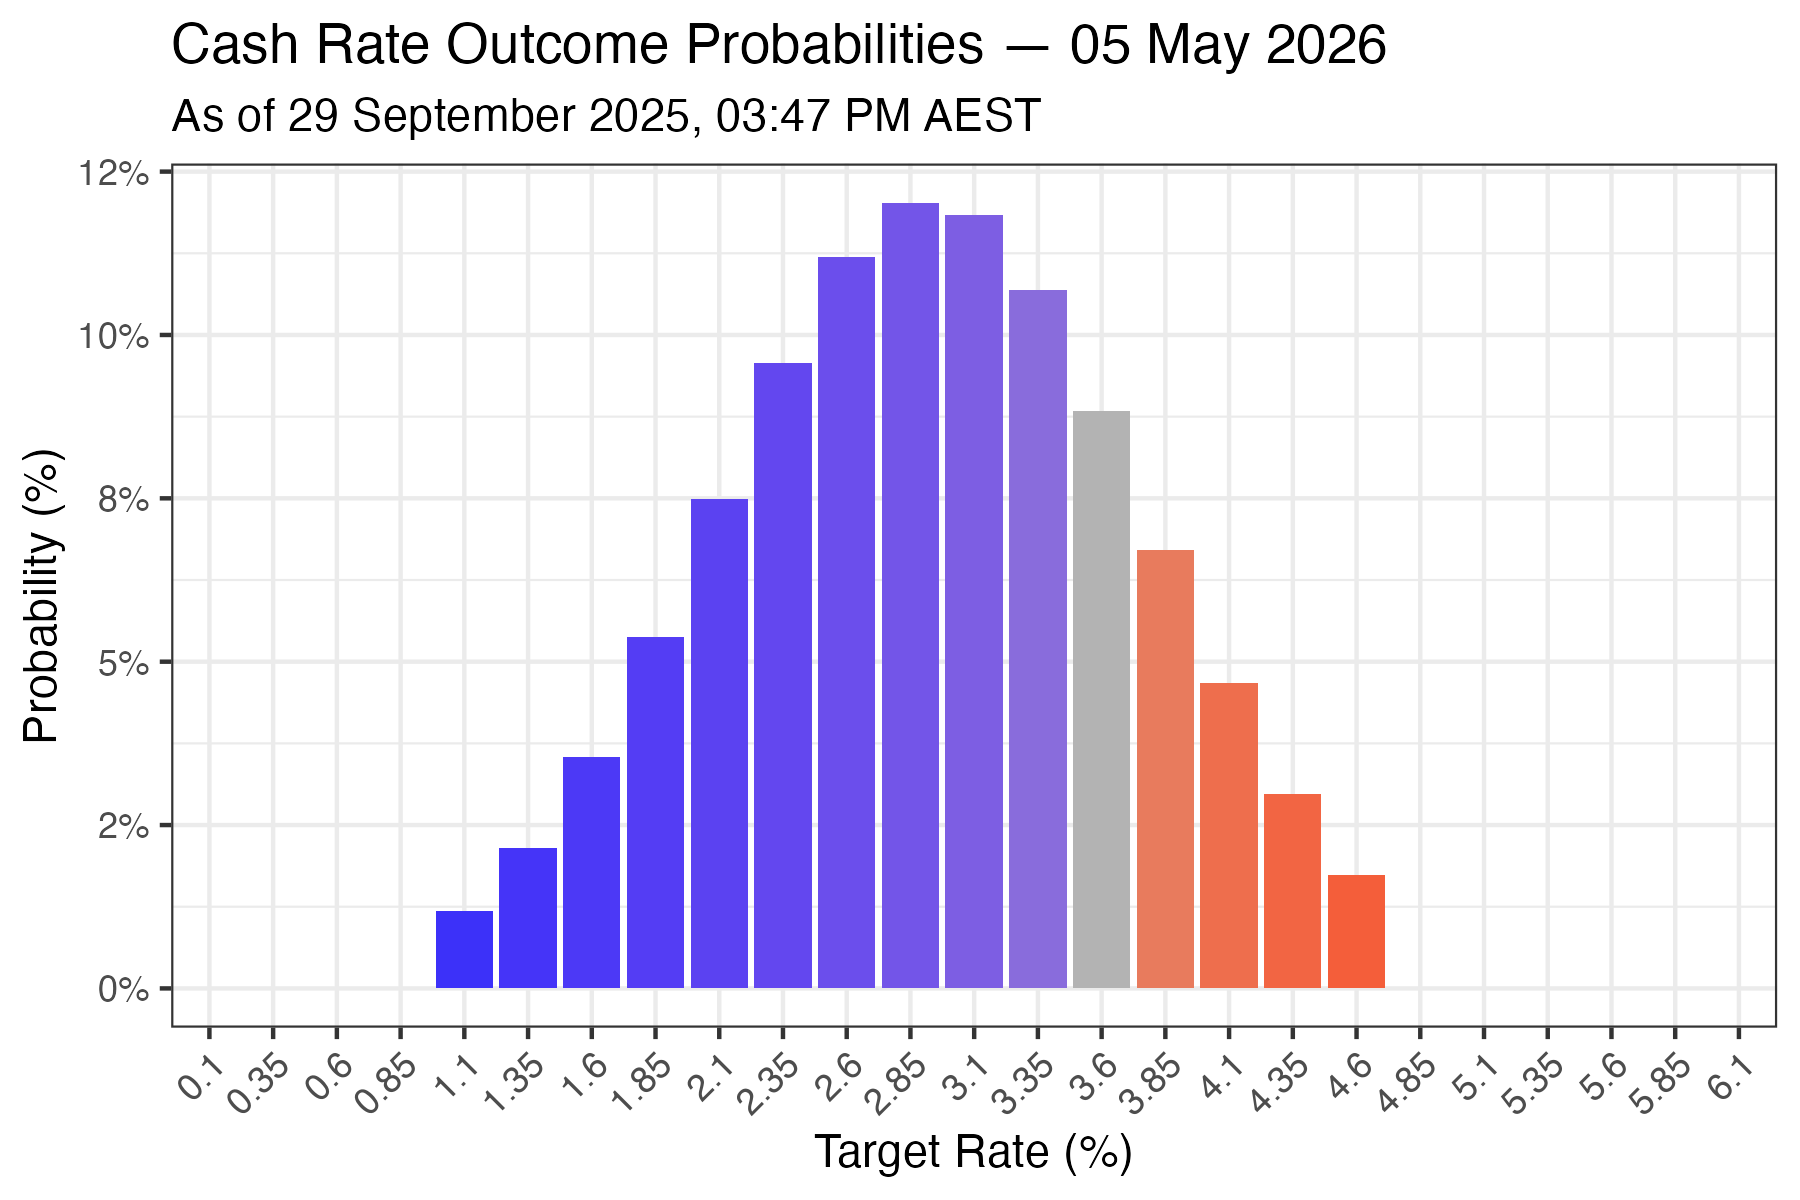 Cash Rate Outcome Probabilities — 05 May 2026
As of 29 September 2025, 03:47 PM AEST
Probability (%)
12%
10%
8%
5%
2%
0%
0.1 0.35 0.6 0.85 1.1 1.35 1.6 1.85 2.1 2.35 2.6 2.85 3.1 3.35 3.6 3.85 4.1 4.35 4.6 4.85 5.1 5.35 5.6 5.85 6.1
Target Rate (%)